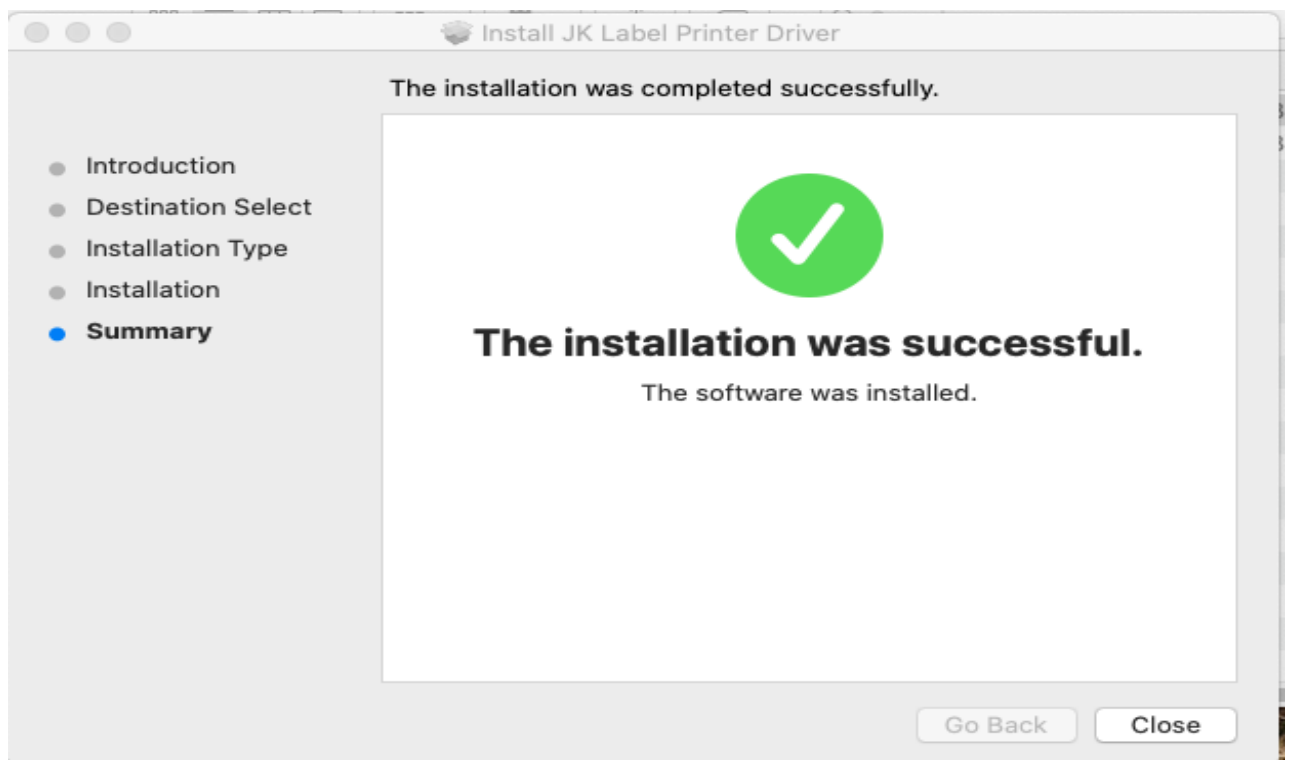 Install JK Label Printer Driver
The installation was completed successfully.
Introduction
Destination Select
Installation Type
Installation
Summary
The installation was successful.
The software was installed.
Go Back
Close